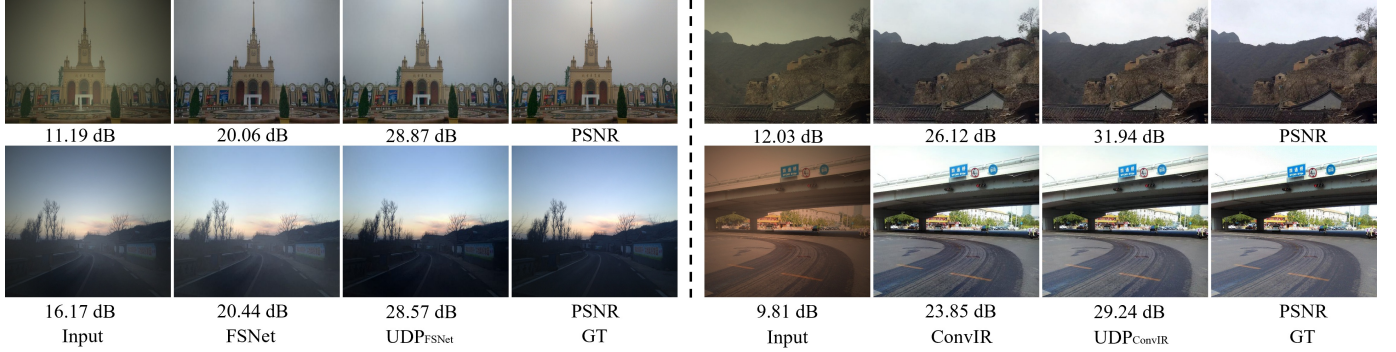 11.19 dB 20.06 dB 28.87 dB PSNR
16.17 dB 20.44 dB 28.57 dB PSNR
Input FSNet UDPFSNet GT
12.03 dB 26.12 dB 31.94 dB PSNR
9.81 dB 23.85 dB 29.24 dB PSNR
Input ConvIR UDPConvIR GT